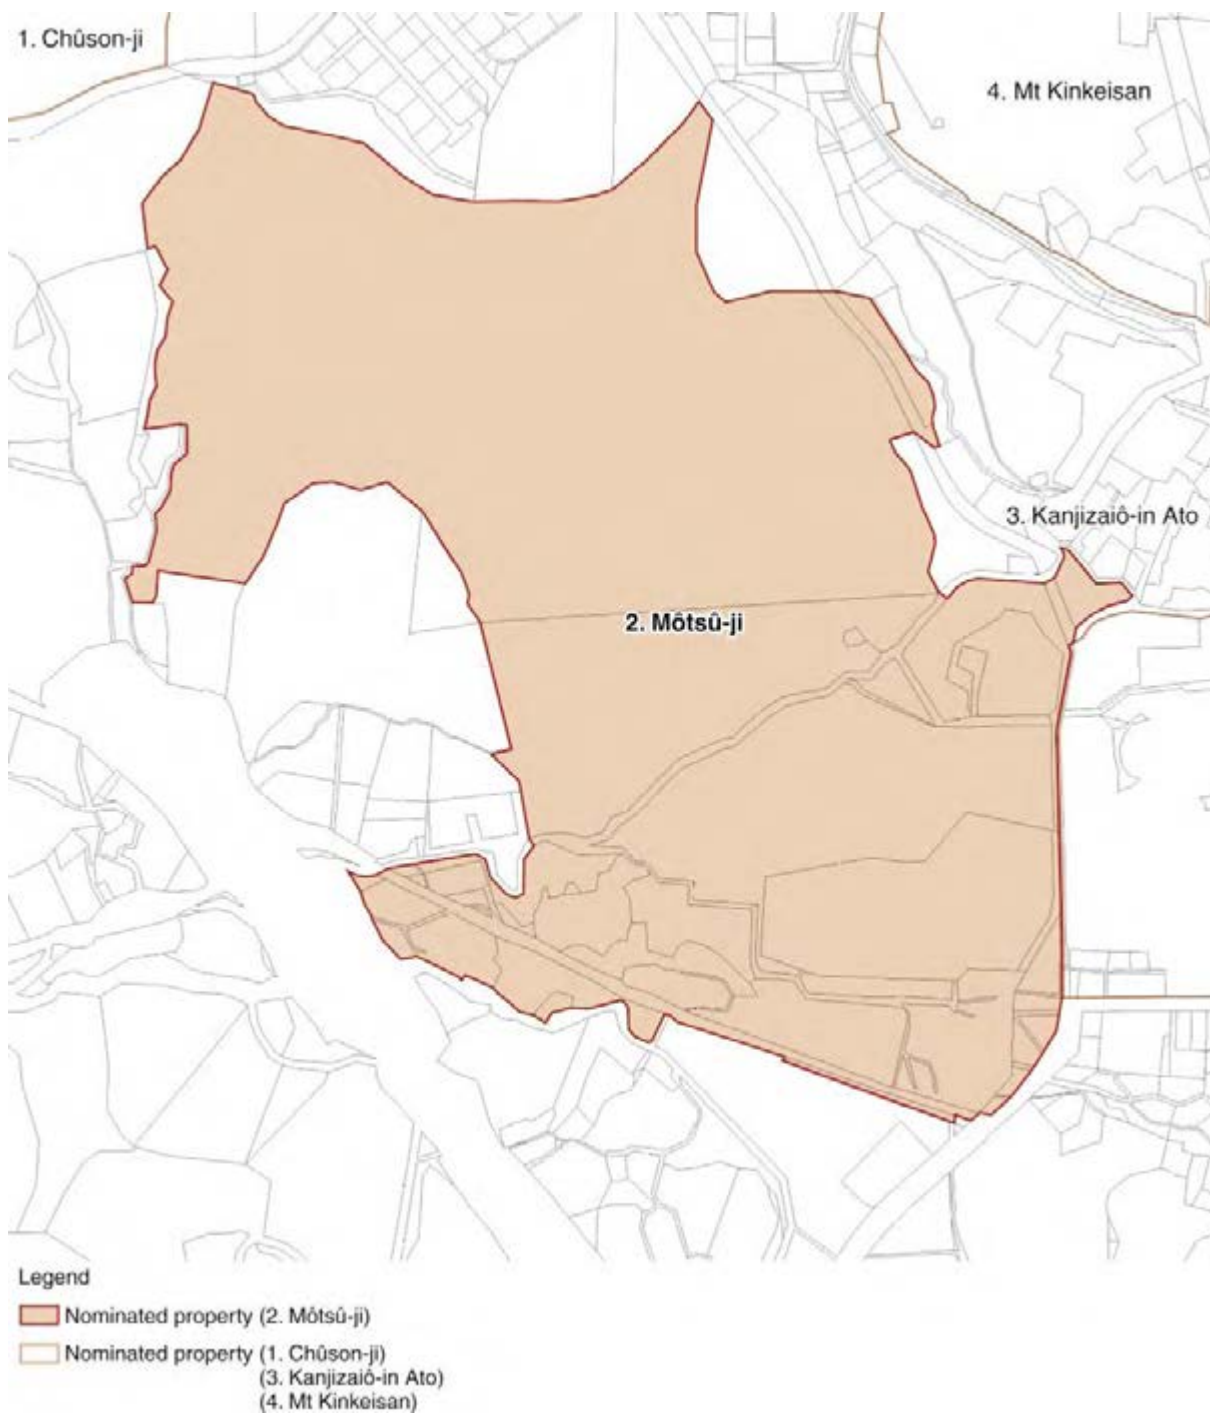 1. Chûson-ji
4. Mt Kinkeisan
3. Kanjizaiô-in Ato
2. Môtsû-ji
Legend
Nominated property (2. Môtsû-ji)
Nominated property (1. Chûson-ji)
(3. Kanjizaiô-in Ato)
(4. Mt Kinkeisan)